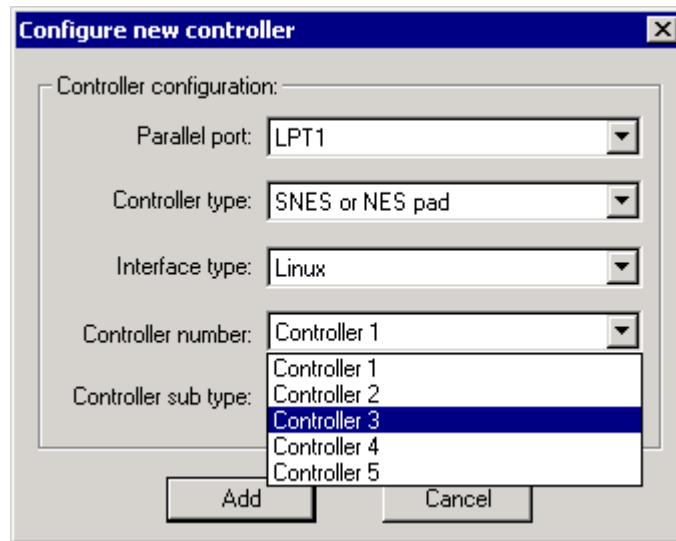 Configure new controller
Controller configuration:
Parallel port: LPT1
Controller type: SNES or NES pad
Interface type: Linux
Controller number: Controller 1
Controller 1
Controller 2
Controller sub type:
Controller 3
Controller 4
Controller 5
Add Cancel